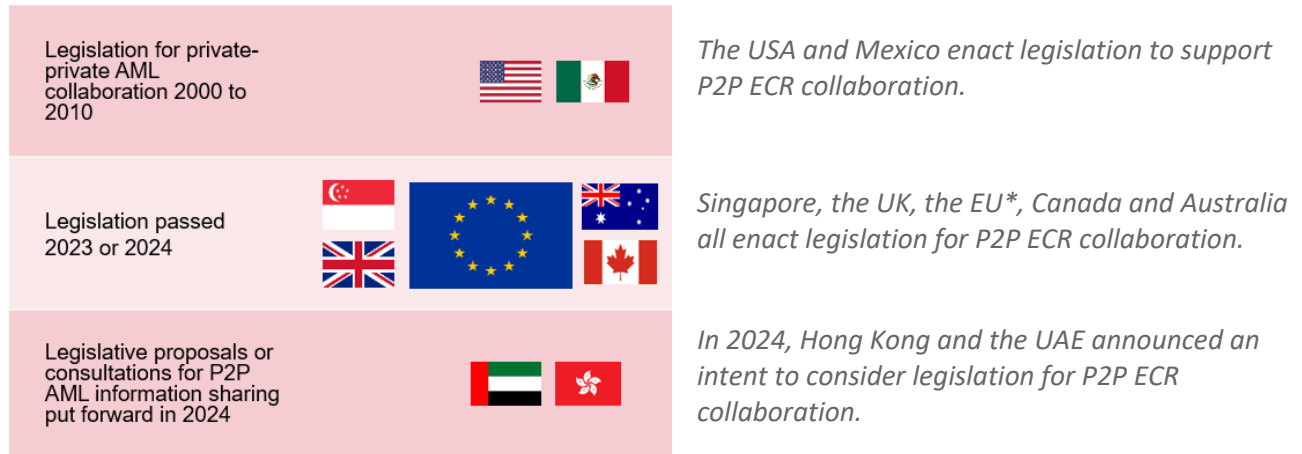 Legislation for private-
private AML
collaboration 2000 to
2010
The USA and Mexico enact legislation to support
P2P ECR collaboration.
Legislation passed
2023 or 2024
Singapore, the UK, the EU*, Canada and Australia
all enact legislation for P2P ECR collaboration.
Legislative proposals or
consultations for P2P
AML information sharing
put forward in 2024
In 2024, Hong Kong and the UAE announced an
intent to consider legislation for P2P ECR
collaboration.